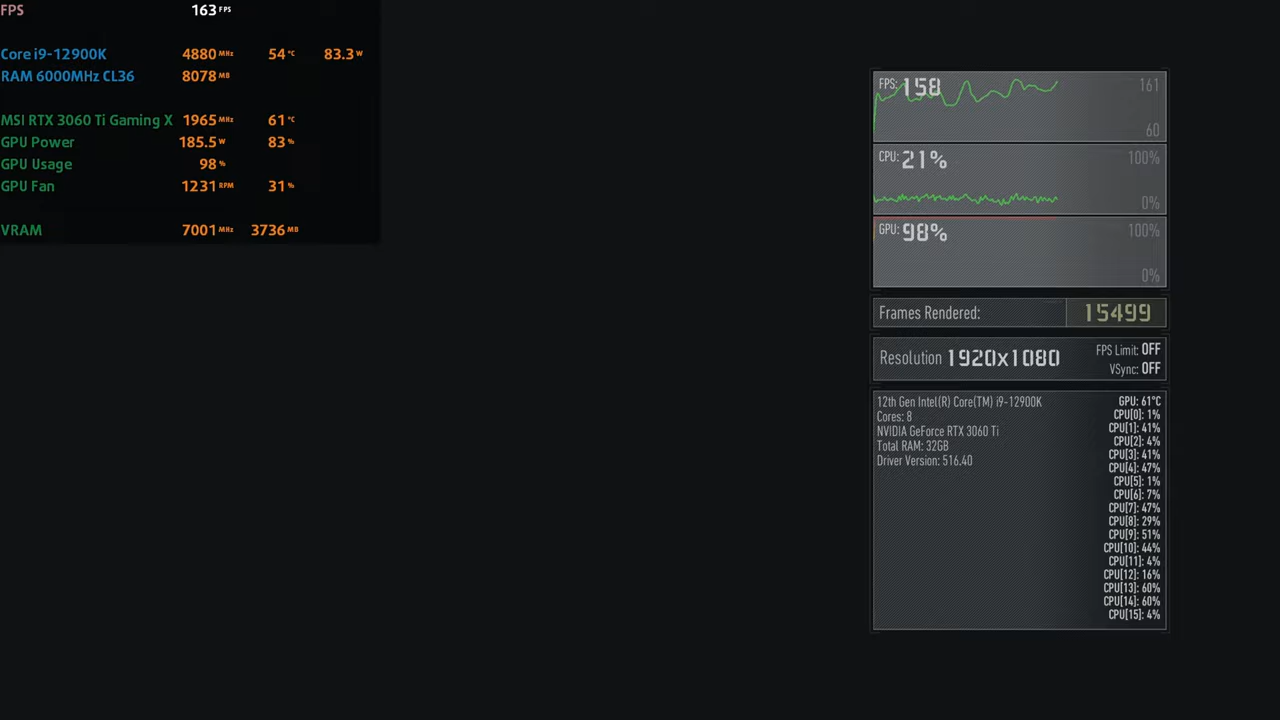 FPS 163 FPS
Core i9-12900K 4880 MHz 54 °C 83.3 W
RAM 6000MHz CL36 8078 MB
MSI RTX 3060 Ti Gaming X 1965 MHz 61 °C
GPU Power 185.5 W 83 %
GPU Usage 98 %
GPU Fan 1231 RPM 31 %
VRAM 7001 MHz 3736 MB
FPS: 158 161
60
CPU: 21% 100%
0%
GPU: 98% 100%
0%
Frames Rendered: 15499
Resolution 1920x1080
FPS Limit: OFF
VSync: OFF
12th Gen Intel(R) Core(TM) i9-12900K
Cores: 8
NVIDIA GeForce RTX 3060 Ti
Total RAM: 32GB
Driver Version: 516.40
GPU: 61°C
CPU[0]: 1%
CPU[1]: 41%
CPU[2]: 4%
CPU[3]: 41%
CPU[4]: 47%
CPU[5]: 1%
CPU[6]: 7%
CPU[7]: 47%
CPU[8]: 29%
CPU[9]: 51%
CPU[10]: 44%
CPU[11]: 4%
CPU[12]: 16%
CPU[13]: 60%
CPU[14]: 60%
CPU[15]: 4%